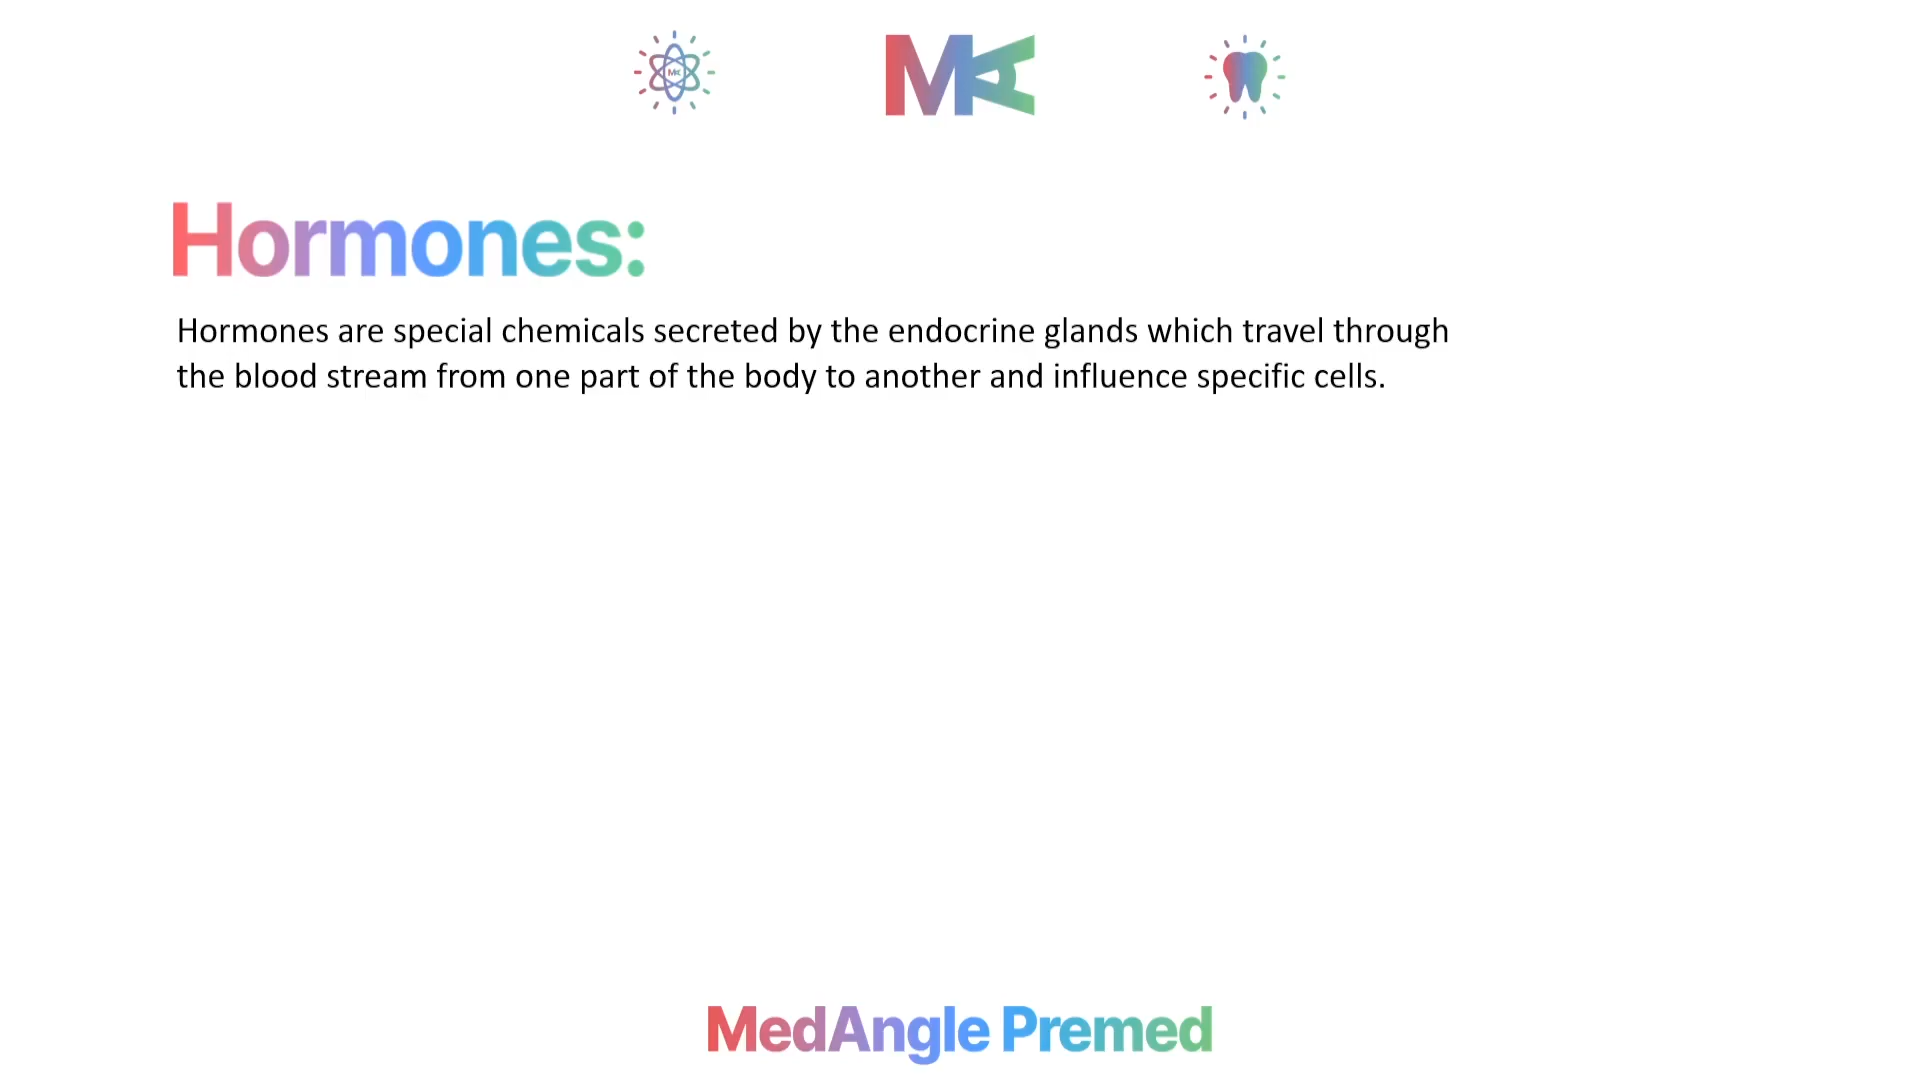 MA
Hormones:
Hormones are special chemicals secreted by the endocrine glands which travel through
the blood stream from one part of the body to another and influence specific cells.
MedAngle Premed